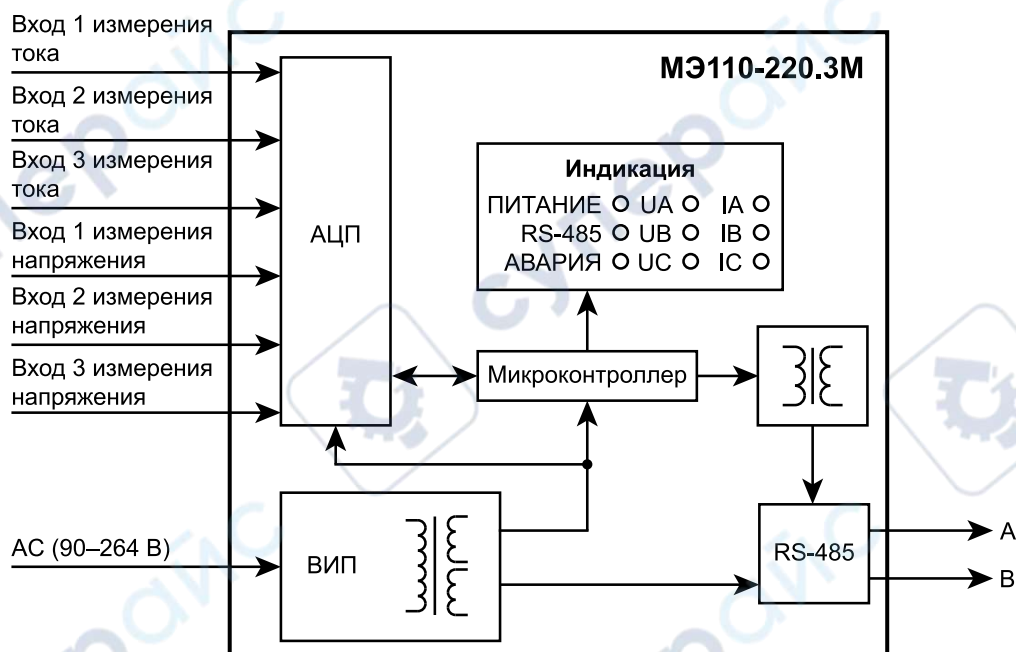 Вход 1 измерения
тока
Вход 2 измерения
тока
Вход 3 измерения
тока
Вход 1 измерения
напряжения
Вход 2 измерения
напряжения
Вход 3 измерения
напряжения
AC (90–264 В)
МЭ110-220.3М
АЦП
Индикация
ПИТАНИЕ UA IA
RS-485 UB IB
АВАРИЯ UC IC
Микроконтроллер
ВИП
RS-485
A
B
суперайс